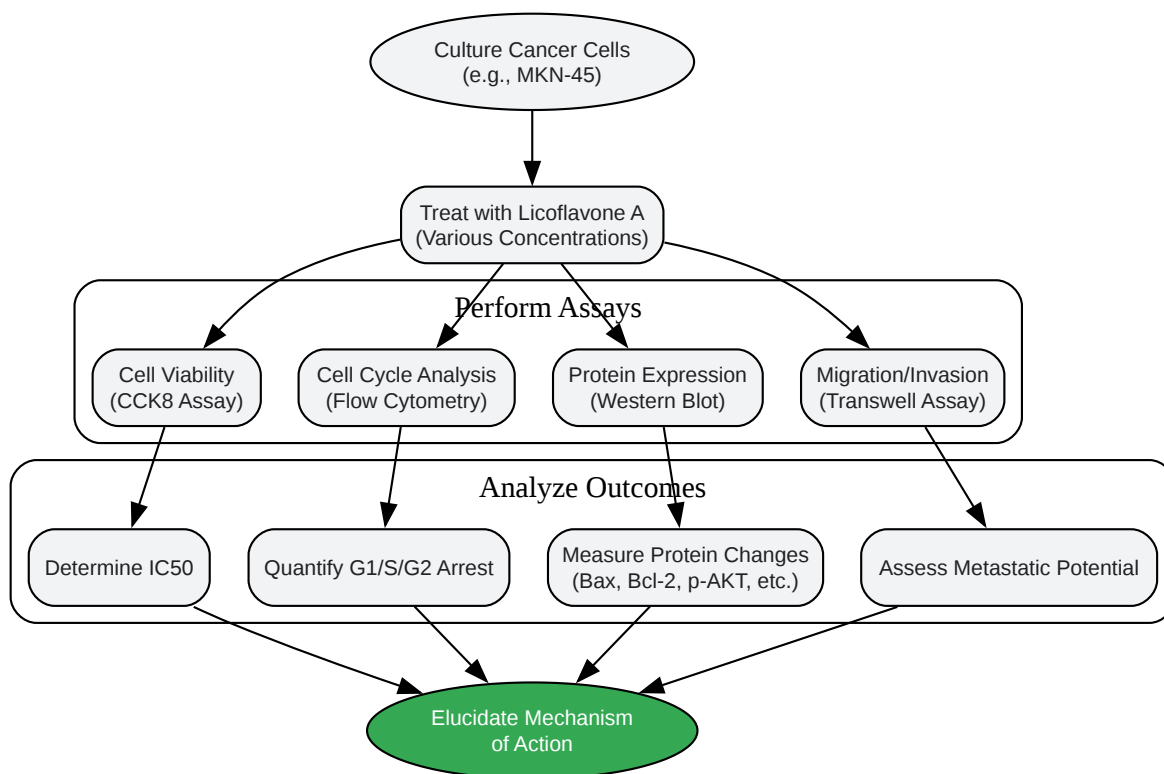 Culture Cancer Cells
(e.g., MKN-45)
Treat with Licoflavone A
(Various Concentrations)
Perform Assays
Cell Viability
(CCK8 Assay)
Cell Cycle Analysis
(Flow Cytometry)
Protein Expression
(Western Blot)
Migration/Invasion
(Transwell Assay)
Analyze Outcomes
Determine IC50
Quantify G1/S/G2 Arrest
Measure Protein Changes
(Bax, Bcl-2, p-AKT, etc.)
Assess Metastatic Potential
Elucidate Mechanism
of Action